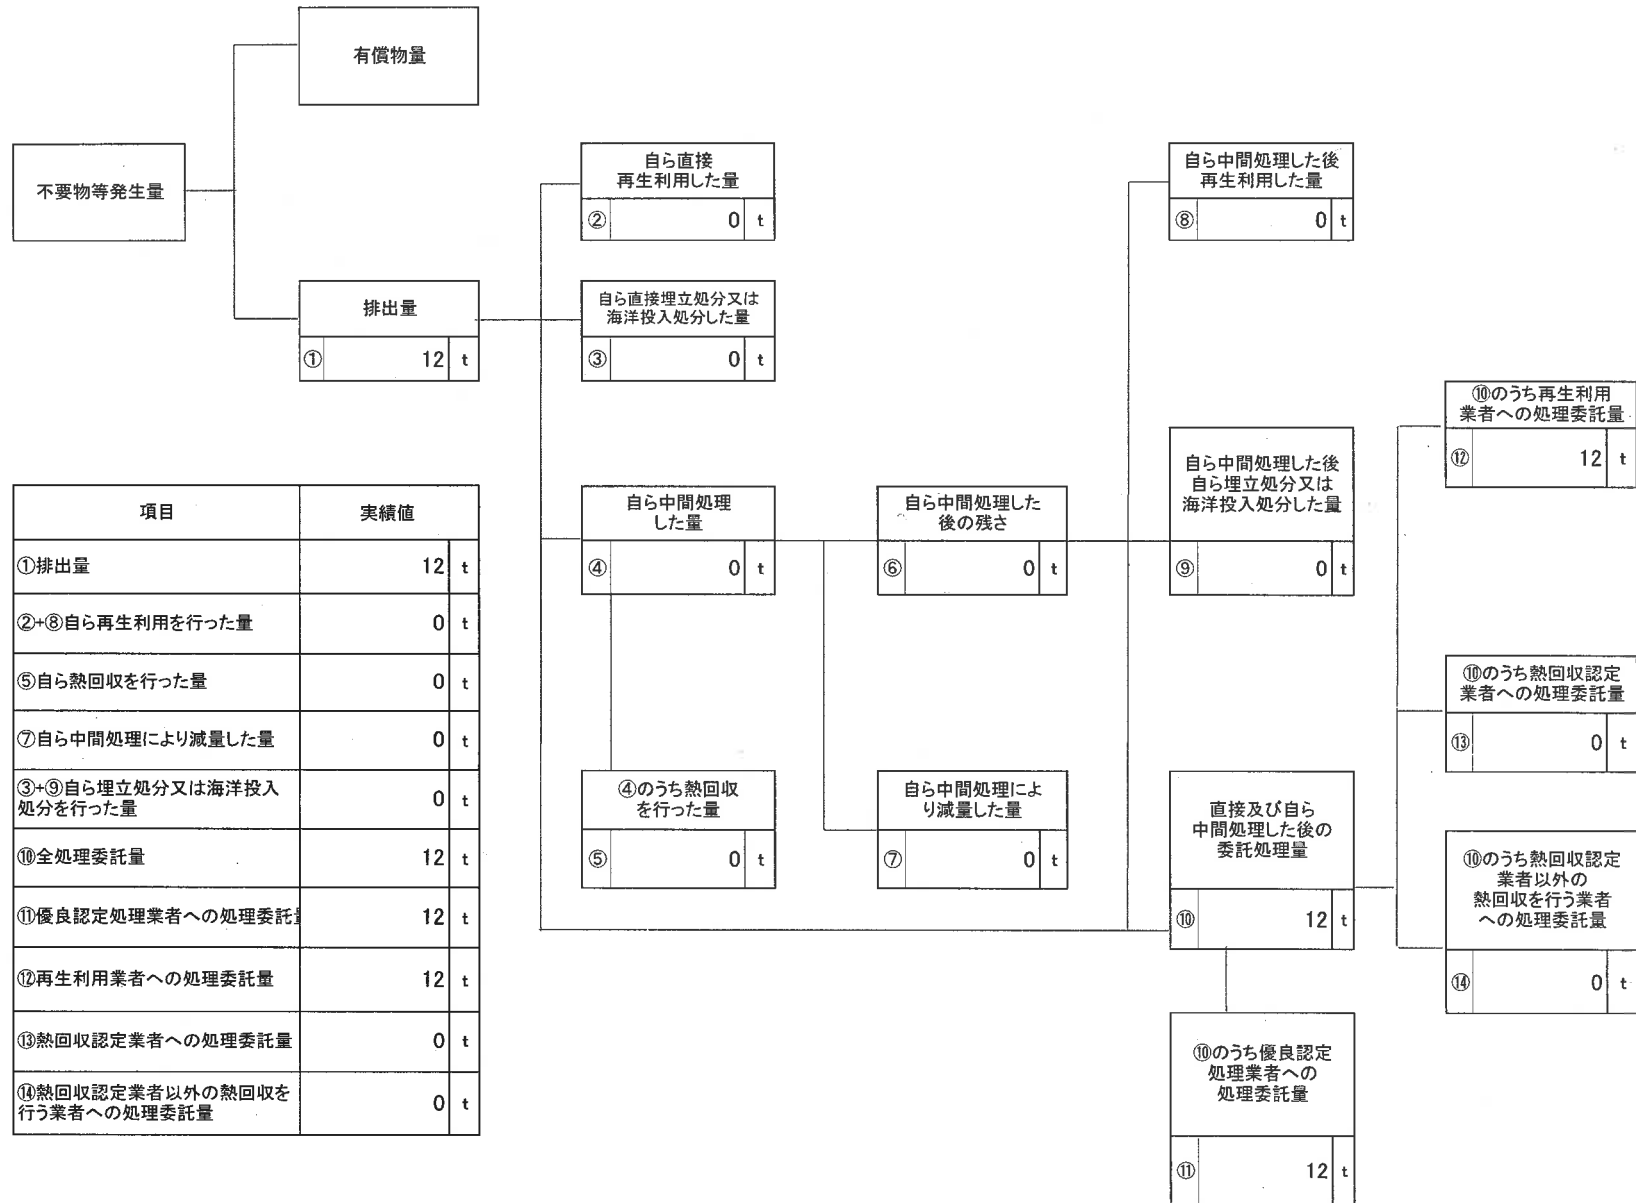 有償物量
不要物等発生量
排出量
① 12 t
自ら直接
再生利用した量
② 0 t
自ら直接埋立処分又は
海洋投入処分した量
③ 0 t
自ら中間処理
した量
④ 0 t
④のうち熱回収
を行った量
⑤ 0 t
自ら中間処理した
後の残さ
⑥ 0 t
自ら中間処理によ
り減量した量
⑦ 0 t
自ら中間処理した後
再生利用した量
⑧ 0 t
自ら中間処理した後
自ら埋立処分又は
海洋投入処分した量
⑨ 0 t
直接及び自ら
中間処理した後の
委託処理量
⑩ 12 t
⑩のうち優良認定
処理業者への
処理委託量
⑪ 12 t
⑩のうち再生利用
業者への処理委託量
⑫ 12 t
⑩のうち熱回収認定
業者への処理委託量
⑬ 0 t
⑩のうち熱回収認定
業者以外の
熱回収を行う業者
への処理委託量
⑭ 0 t
項目 実績値
①排出量 12 t
②+⑧自ら再生利用を行った量 0 t
⑤自ら熱回収を行った量 0 t
⑦自ら中間処理により減量した量 0 t
③+⑨自ら埋立処分又は海洋投入
処分を行った量 0 t
⑩全処理委託量 12 t
⑪優良認定処理業者への処理委託 12 t
⑫再生利用業者への処理委託量 12 t
⑬熱回収認定業者への処理委託量 0 t
⑭熱回収認定業者以外の熱回収を
行う業者への処理委託量 0 t